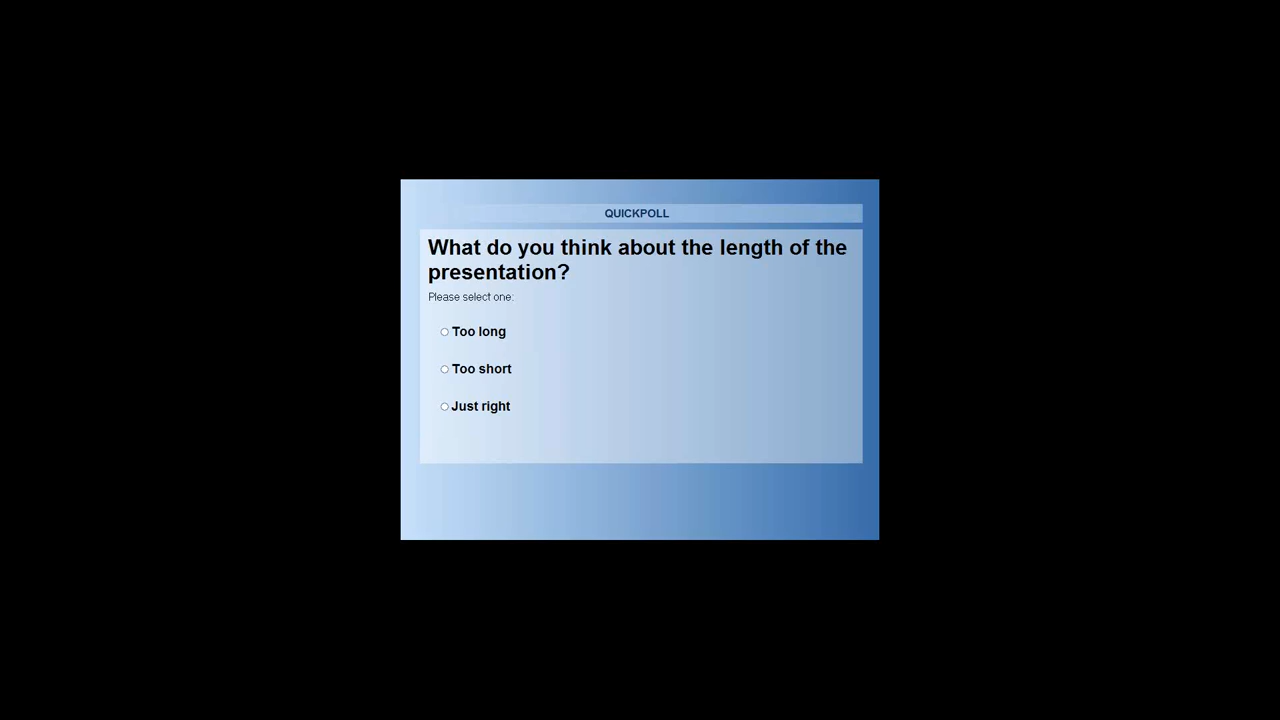 QUICKPOLL
What do you think about the length of the
presentation?
Please select one:
Too long
Too short
Just right